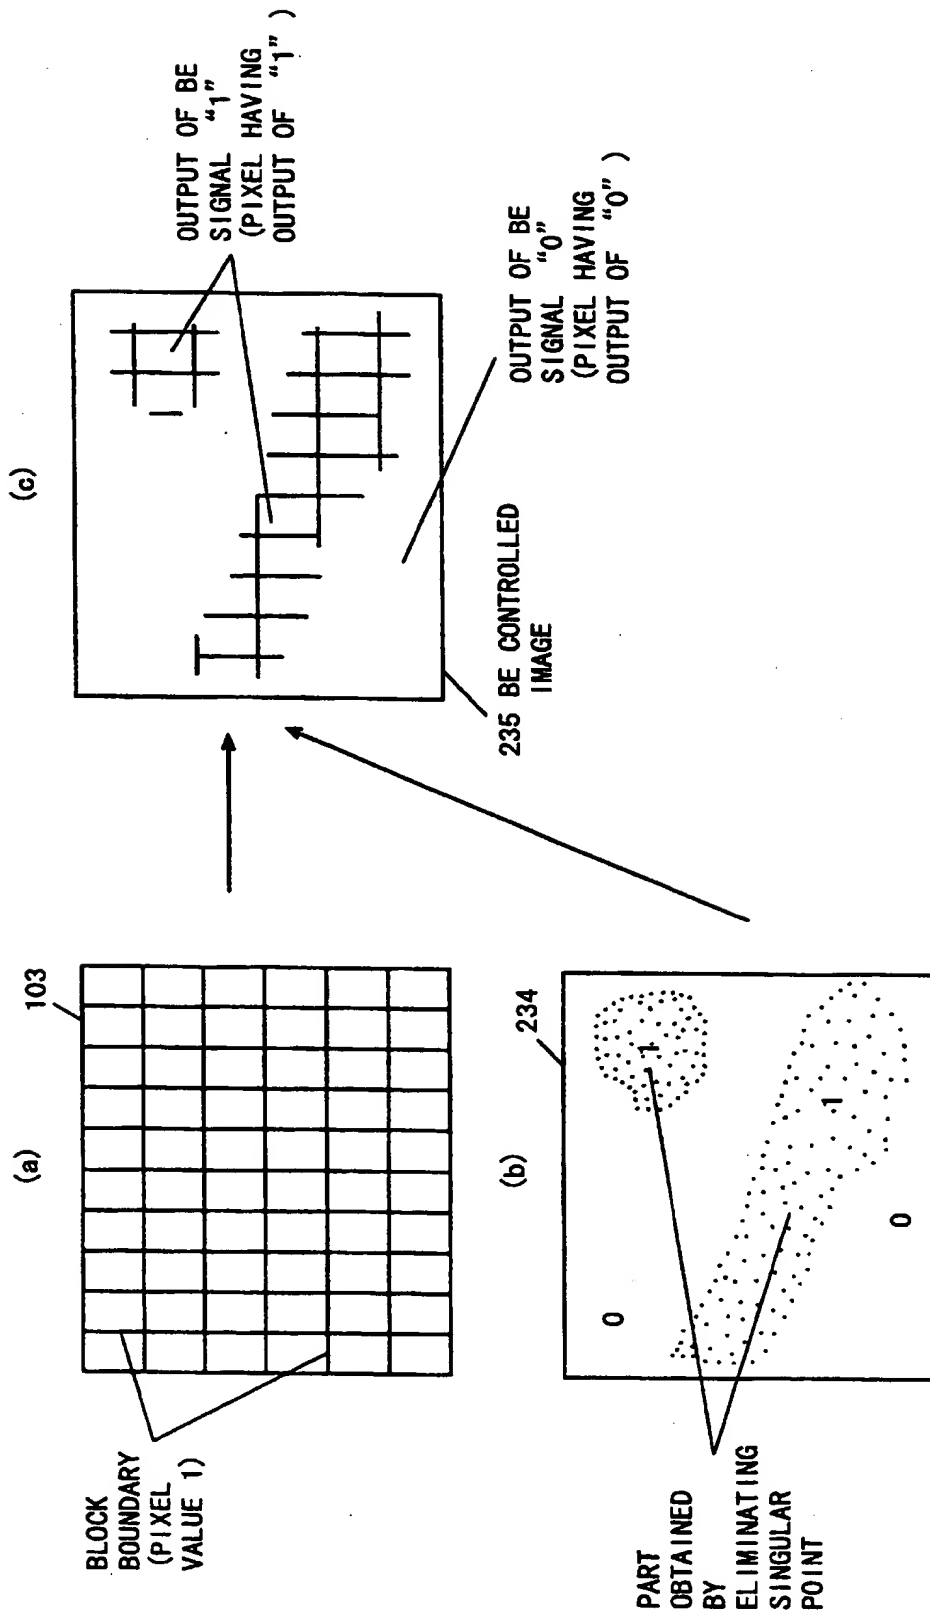 (a)
103
BLOCK
BOUNDARY
(PIXEL
VALUE 1)
(b)
234
0
1
1
0
PART
OBTAINED
BY
ELIMINATING
SINGULAR
POINT
(c)
OUTPUT OF BE
SIGNAL "1"
(PIXEL HAVING
OUTPUT OF "1" )
OUTPUT OF BE
SIGNAL "0"
(PIXEL HAVING
OUTPUT OF "0" )
235 BE CONTROLLED
IMAGE